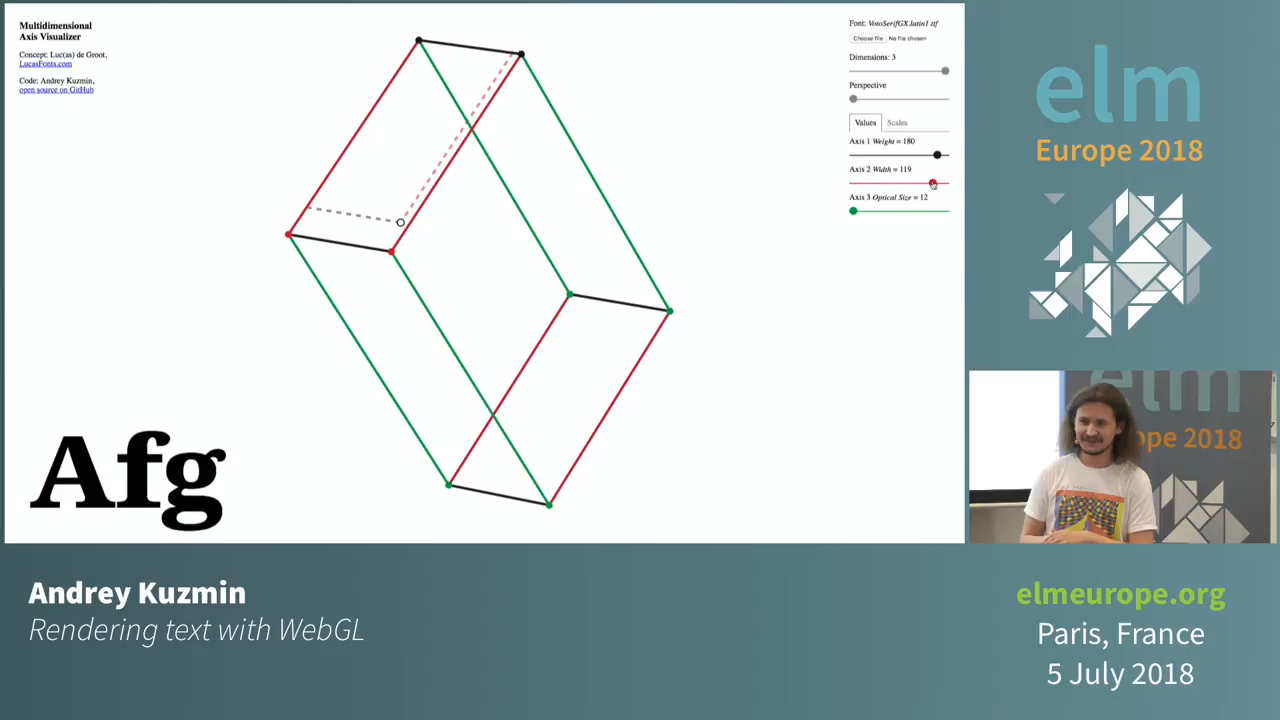 Multidimensional
Axis Visualizer
Concept: Luc(as) de Groot,
LucasFonts.com
Code: Andrey Kuzmin,
open source on GitHub
Font: VotoSerifGX.latin1.ttf
Choose file No file chosen
Dimensions: 3
Perspective
Values Scales
Axis 1 Weight = 180
Axis 2 Width = 119
Axis 3 Optical Size = 12
Afg
elm
Europe 2018
elm
ope 2018
Andrey Kuzmin
Rendering text with WebGL
elmeurope.org
Paris, France
5 July 2018